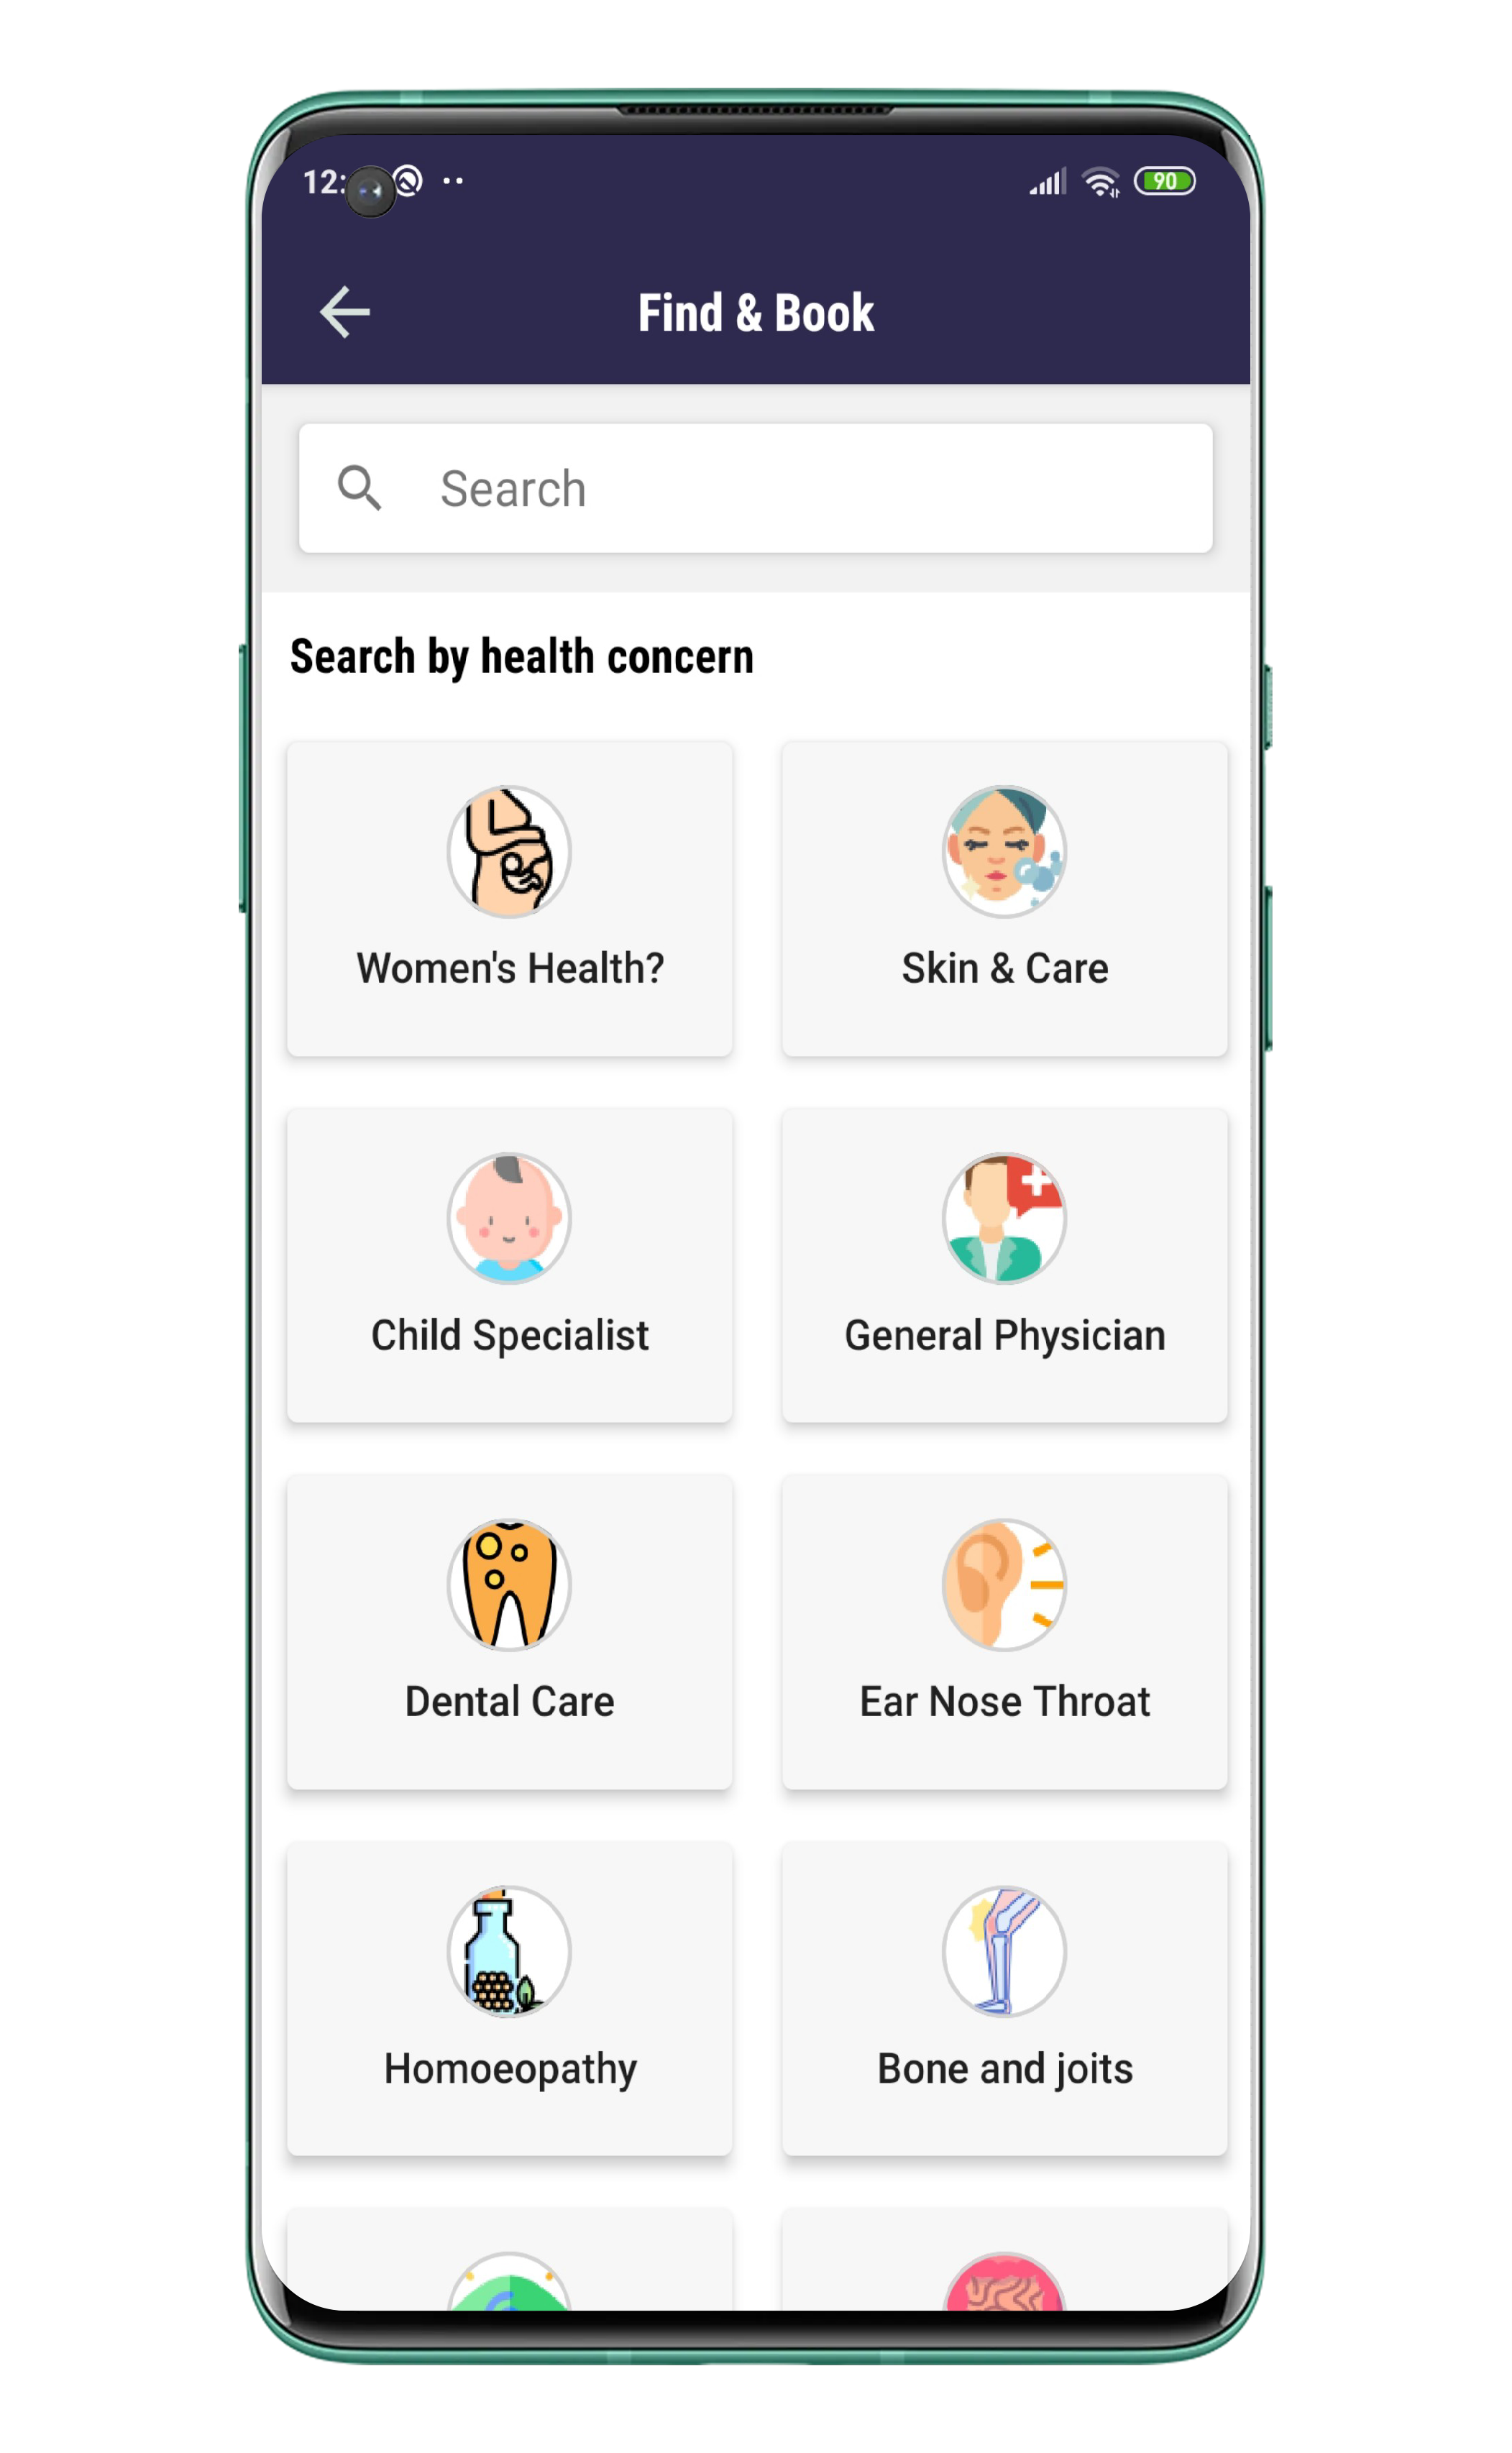 12:
90
Find & Book
Search
Search by health concern
Women's Health?
Skin & Care
Child Specialist
General Physician
Dental Care
Ear Nose Throat
Homoeopathy
Bone and joits